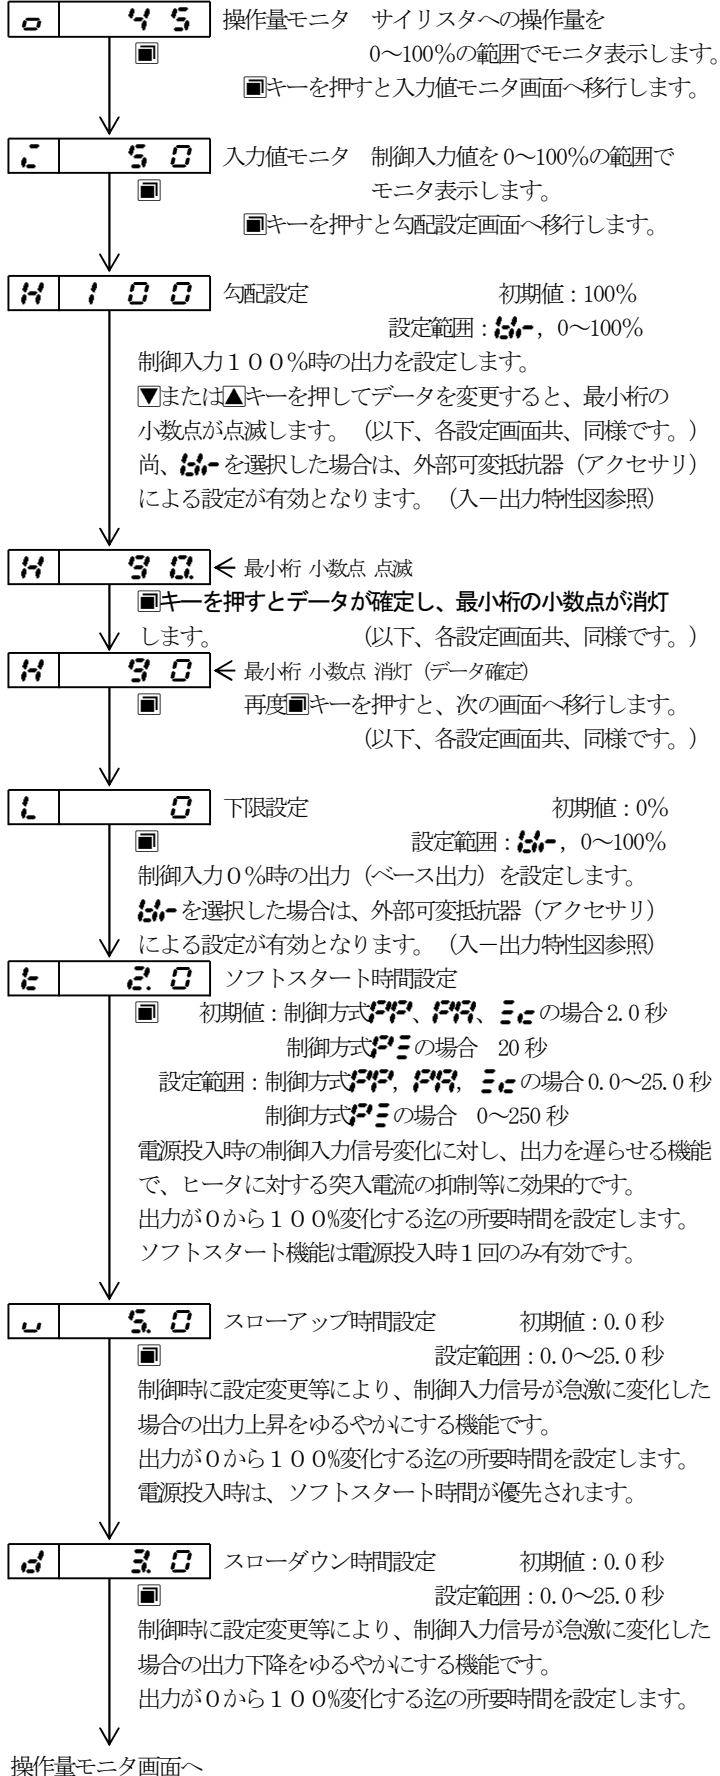 o 45 操作量モニタ サイリスタへの操作量を
0～100％の範囲でモニタ表示します。
キーを押すと入力値モニタ画面へ移行します。
50 入力値モニタ 制御入力値を0～100％の範囲で
モニタ表示します。
キーを押すと勾配設定画面へ移行します。
H 100 勾配設定 初期値：100％
設定範囲：, 0～100％
制御入力１００％時の出力を設定します。
▼または▲キーを押してデータを変更すると、最小桁の
小数点が点滅します。（以下、各設定画面共、同様です。）
尚、を選択した場合は、外部可変抵抗器（アクセサリ）
による設定が有効となります。（入－出力特性図参照）
H 90. ← 最小桁 小数点 点滅
キーを押すとデータが確定し、最小桁の小数点が消灯
します。 （以下、各設定画面共、同様です。）
H 90 ← 最小桁 小数点 消灯（データ確定）
再度キーを押すと、次の画面へ移行します。
（以下、各設定画面共、同様です。）
L 0 下限設定 初期値：0％
設定範囲：, 0～100％
制御入力０％時の出力（ベース出力）を設定します。
を選択した場合は、外部可変抵抗器（アクセサリ）
による設定が有効となります。（入－出力特性図参照）
t 2.0 ソフトスタート時間設定
初期値：制御方式PP、PA、の場合2.0秒
制御方式の場合 20秒
設定範囲：制御方式PP, PA, の場合0.0～25.0秒
制御方式の場合 0～250秒
電源投入時の制御入力信号変化に対し、出力を遅らせる機能
で、ヒータに対する突入電流の抑制等に効果的です。
出力が０から１００%変化する迄の所要時間を設定します。
ソフトスタート機能は電源投入時１回のみ有効です。
u 5.0 スローアップ時間設定 初期値：0.0秒
設定範囲：0.0～25.0秒
制御時に設定変更等により、制御入力信号が急激に変化した
場合の出力上昇をゆるやかにする機能です。
出力が０から１００%変化する迄の所要時間を設定します。
電源投入時は、ソフトスタート時間が優先されます。
d 3.0 スローダウン時間設定 初期値：0.0秒
設定範囲：0.0～25.0秒
制御時に設定変更等により、制御入力信号が急激に変化した
場合の出力下降をゆるやかにする機能です。
出力が０から１００%変化する迄の所要時間を設定します。
操作量モニタ画面へ